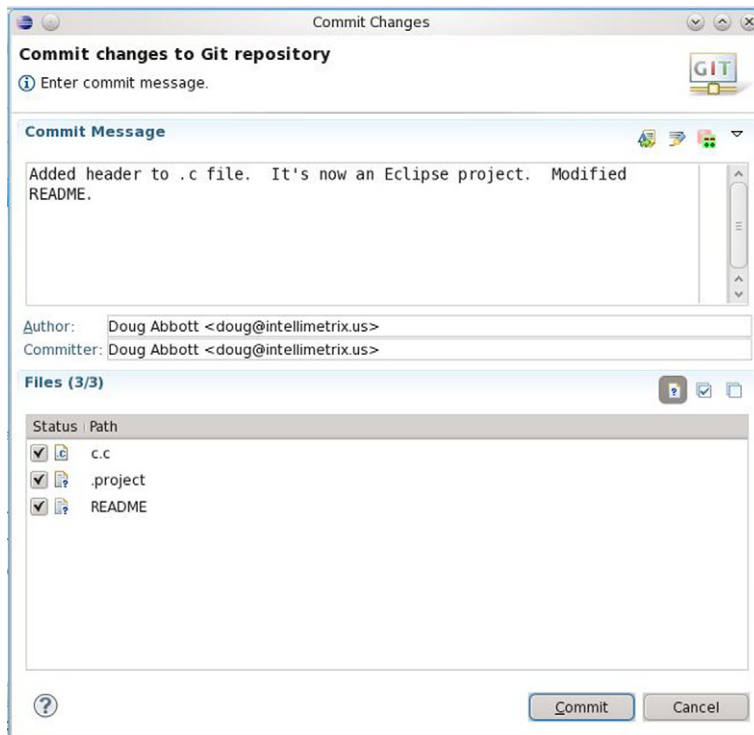 Commit Changes
Commit changes to Git repository
Enter commit message.
GIT
Commit Message
Added header to .c file.  It's now an Eclipse project.  Modified
README.
Author: Doug Abbott <doug@intellimetrix.us>
Committer: Doug Abbott <doug@intellimetrix.us>
Files (3/3)
Status Path
c.c
.project
README
Commit Cancel